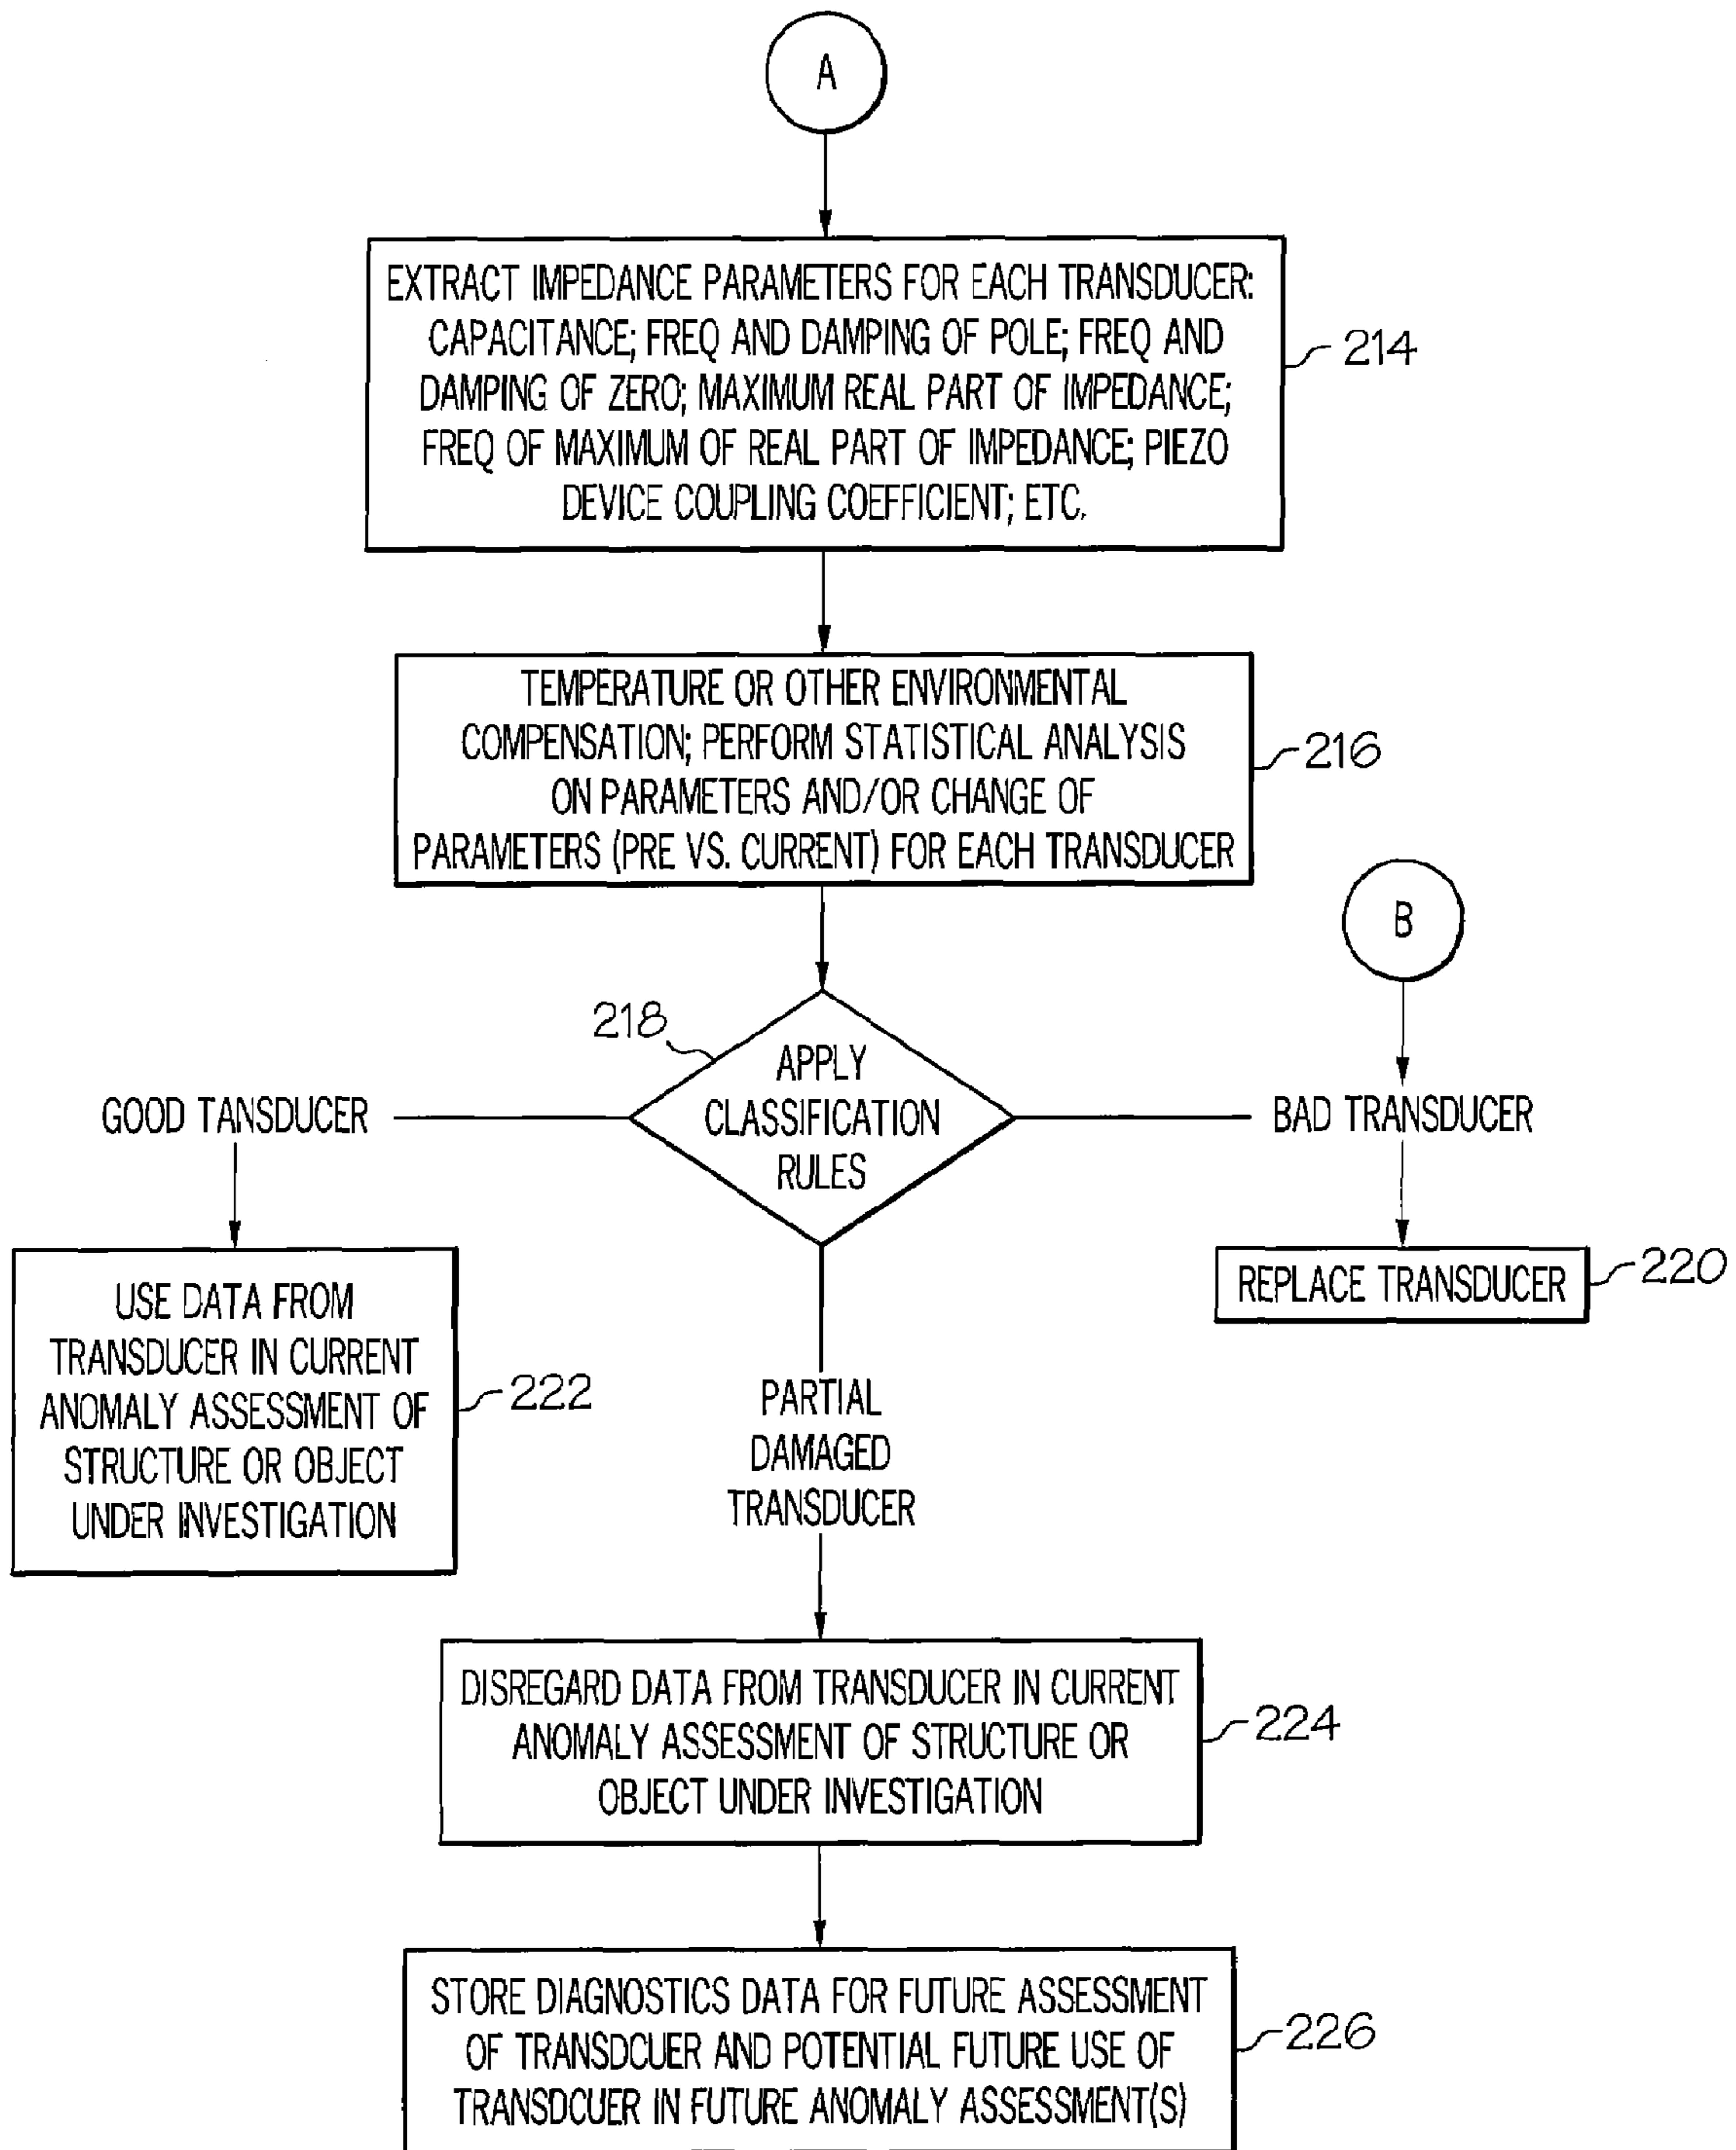 A
EXTRACT IMPEDANCE PARAMETERS FOR EACH TRANSDUCER:
CAPACITANCE; FREQ AND DAMPING OF POLE; FREQ AND
DAMPING OF ZERO; MAXIMUM REAL PART OF IMPEDANCE;
FREQ OF MAXIMUM OF REAL PART OF IMPEDANCE; PIEZO
DEVICE COUPLING COEFFICIENT; ETC.
214
TEMPERATURE OR OTHER ENVIRONMENTAL
COMPENSATION; PERFORM STATISTICAL ANALYSIS
ON PARAMETERS AND/OR CHANGE OF
PARAMETERS (PRE VS. CURRENT) FOR EACH TRANSDUCER
216
B
218
APPLY
CLASSIFICATION
RULES
GOOD TANSDUCER
BAD TRANSDUCER
USE DATA FROM
TRANSDUCER IN CURRENT
ANOMALY ASSESSMENT OF
STRUCTURE OR OBJECT
UNDER INVESTIGATION
222
REPLACE TRANSDUCER
220
PARTIAL
DAMAGED
TRANSDUCER
DISREGARD DATA FROM TRANSDUCER IN CURRENT
ANOMALY ASSESSMENT OF STRUCTURE OR
OBJECT UNDER INVESTIGATION
224
STORE DIAGNOSTICS DATA FOR FUTURE ASSESSMENT
OF TRANSDCUER AND POTENTIAL FUTURE USE OF
TRANSDCUER IN FUTURE ANOMALY ASSESSMENT(S)
226